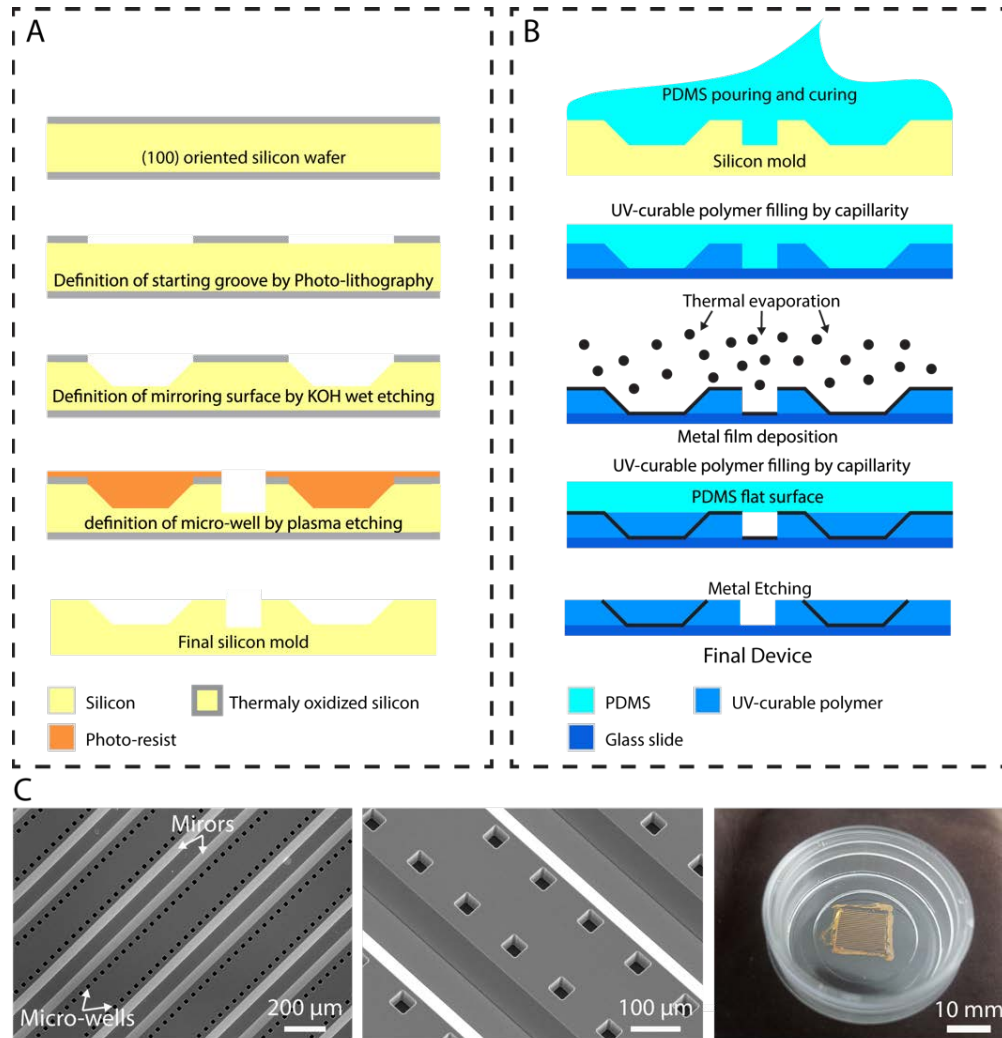 A
(100) oriented silicon wafer
Definition of starting groove by Photo-lithography
Definition of mirroring surface by KOH wet etching
definition of micro-well by plasma etching
Final silicon mold
Silicon
Thermaly oxidized silicon
Photo-resist
B
PDMS pouring and curing
Silicon mold
UV-curable polymer filling by capillarity
Thermal evaporation
Metal film deposition
UV-curable polymer filling by capillarity
PDMS flat surface
Metal Etching
Final Device
PDMS
UV-curable polymer
Glass slide
C
Mirors
Micro-wells
200 µm
100 µm
10 mm